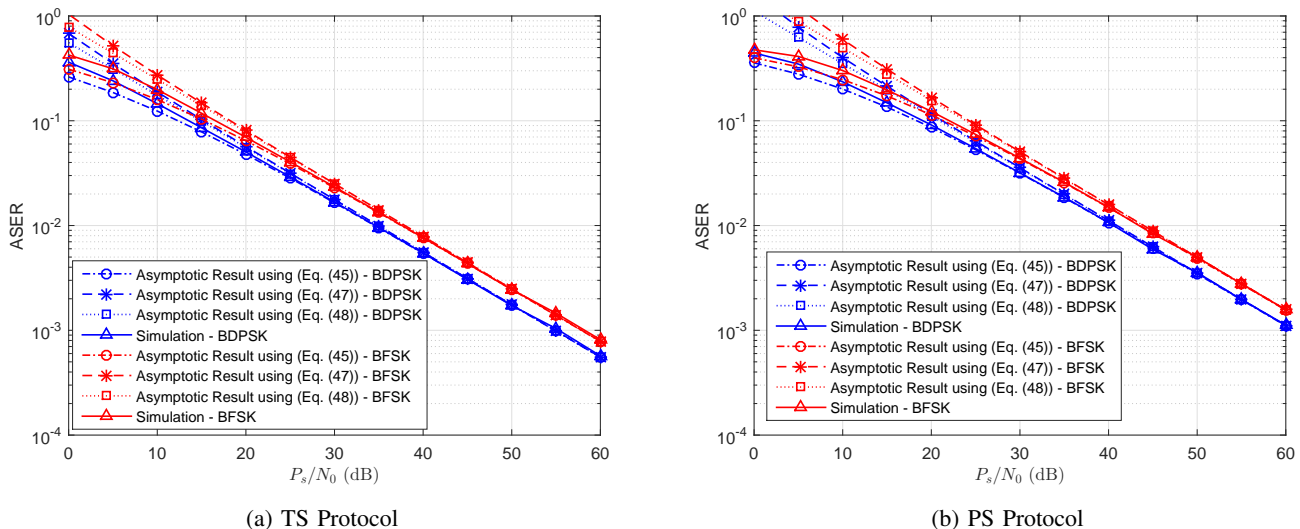 10^0
10^-1
10^-2
10^-3
10^-4
ASER
0 10 20 30 40 50 60
P_s/N_0 (dB)
Asymptotic Result using (Eq. (45)) - BDPSK
Asymptotic Result using (Eq. (47)) - BDPSK
Asymptotic Result using (Eq. (48)) - BDPSK
Simulation - BDPSK
Asymptotic Result using (Eq. (45)) - BFSK
Asymptotic Result using (Eq. (47)) - BFSK
Asymptotic Result using (Eq. (48)) - BFSK
Simulation - BFSK
(a) TS Protocol
10^0
10^-1
10^-2
10^-3
10^-4
ASER
0 10 20 30 40 50 60
P_s/N_0 (dB)
Asymptotic Result using (Eq. (45)) - BDPSK
Asymptotic Result using (Eq. (47)) - BDPSK
Asymptotic Result using (Eq. (48)) - BDPSK
Simulation - BDPSK
Asymptotic Result using (Eq. (45)) - BFSK
Asymptotic Result using (Eq. (47)) - BFSK
Asymptotic Result using (Eq. (48)) - BFSK
Simulation - BFSK
(b) PS Protocol